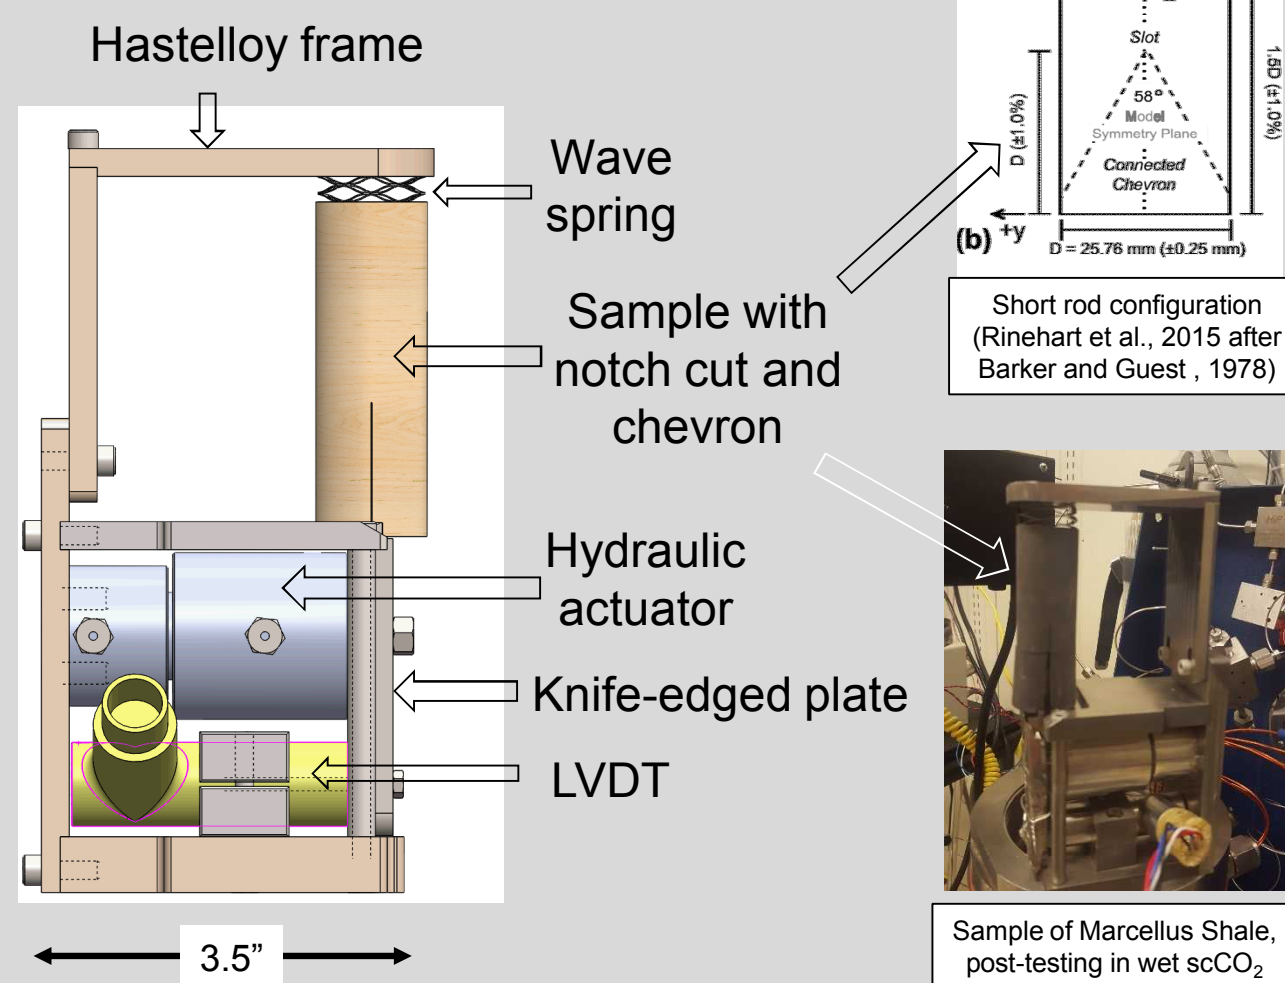 Hastelloy frame
Wave
spring
Sample with
notch cut and
chevron
Hydraulic
actuator
Knife-edged plate
LVDT
3.5”
Slot
58°
Model
Symmetry Plane
Connected
Chevron
D (±1.0%)
1.5D (±1.0%)
(b) +y
D = 25.76 mm (±0.25 mm)
Short rod configuration
(Rinehart et al., 2015 after
Barker and Guest , 1978)
Sample of Marcellus Shale,
post-testing in wet scCO₂